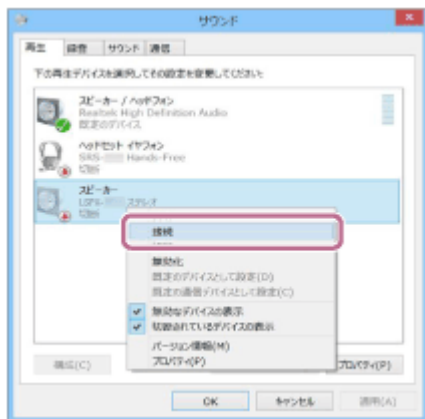 サウンド
再生 録音 サウンド 通信
下の再生デバイスを選択してその設定を変更してください:
スピーカー / ヘッドフォン
Realtek High Definition Audio
既定のデバイス
ヘッドセット イヤフォン
SRS- Hands-Free
切断
スピーカー
ステレオ
切断
接続
無効化
既定のデバイスとして設定(D)
既定の通信デバイスとして設定(C)
無効なデバイスの表示
切断されているデバイスの表示
バージョン情報(M)
プロパティ(P)
構成(C)
プロパティ(P)
OK キャンセル 適用(A)